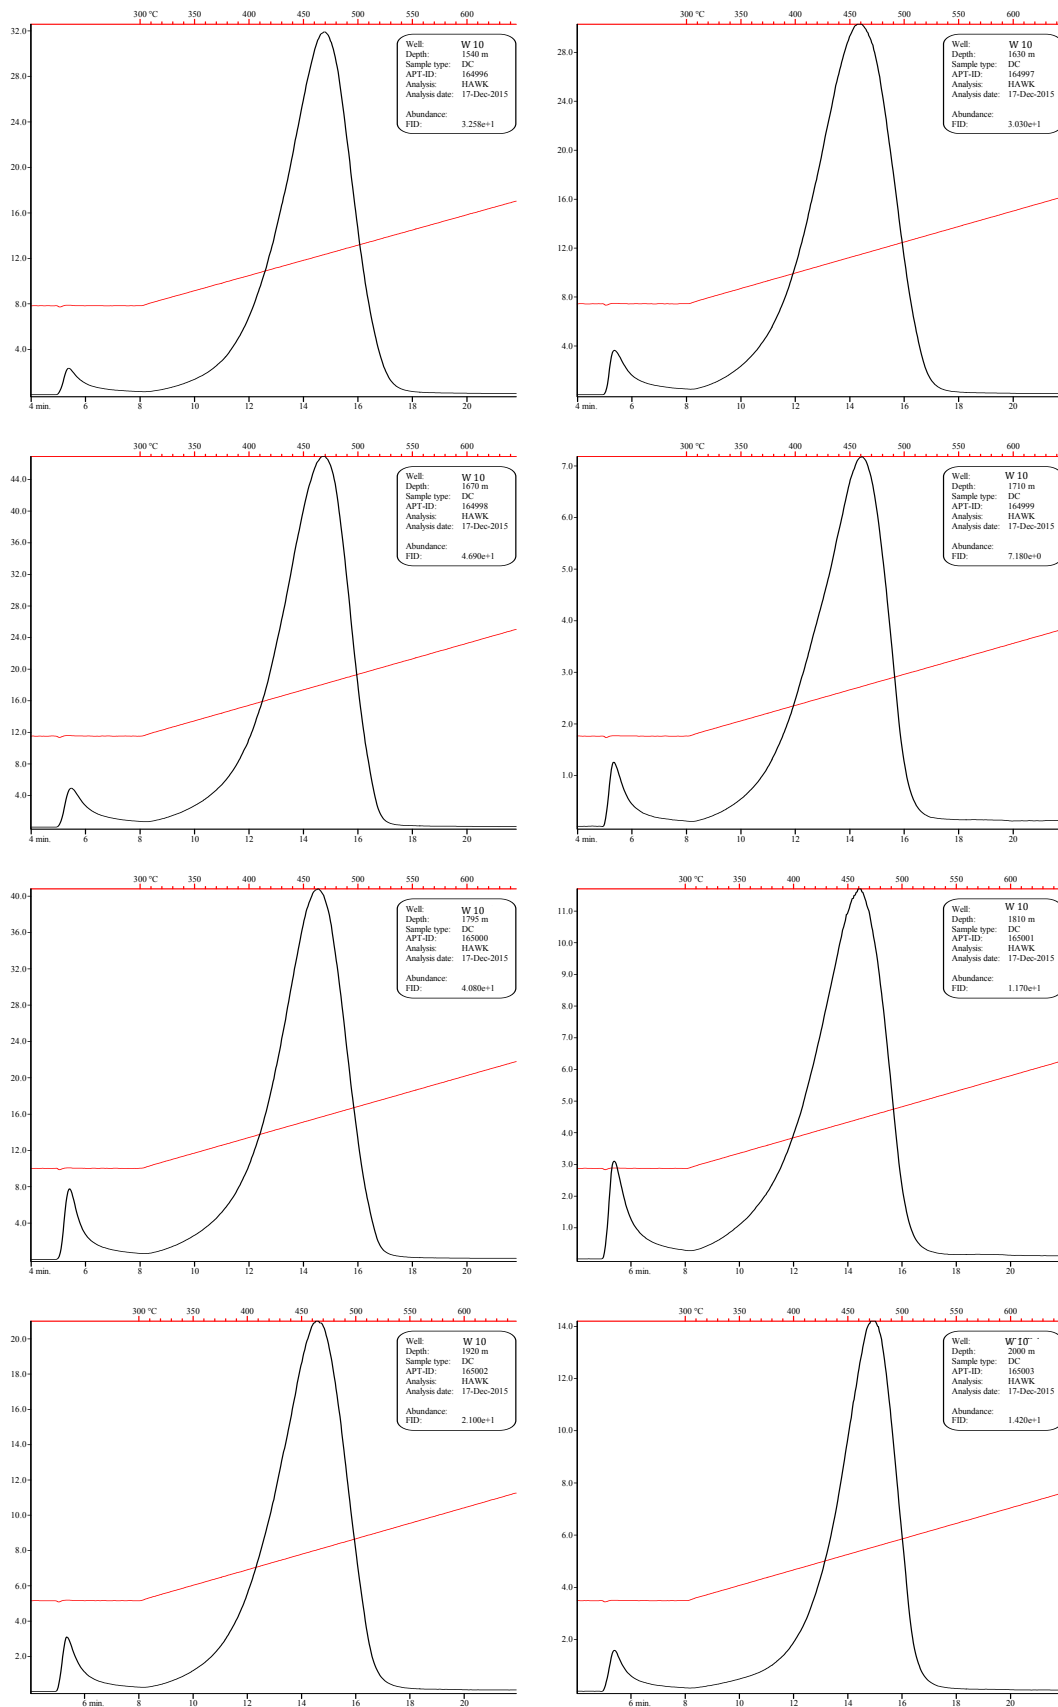 300 °C 350 400 450 500 550 600
32.0
28.0
24.0
20.0
16.0
12.0
8.0
4.0
Well: W 10
Depth: 1540 m
Sample type: DC
APT-ID: 164996
Analysis: HAWK
Analysis date: 17-Dec-2015
Abundance:
FID: 3.258e+1
4 min. 6 8 10 12 14 16 18 20
300 °C 350 400 450 500 550 600
28.0
24.0
20.0
16.0
12.0
8.0
4.0
Well: W 10
Depth: 1630 m
Sample type: DC
APT-ID: 164997
Analysis: HAWK
Analysis date: 17-Dec-2015
Abundance:
FID: 3.030e+1
4 min. 6 8 10 12 14 16 18 20
300 °C 350 400 450 500 550 600
44.0
40.0
36.0
32.0
28.0
24.0
20.0
16.0
12.0
8.0
4.0
Well: W 10
Depth: 1670 m
Sample type: DC
APT-ID: 164998
Analysis: HAWK
Analysis date: 17-Dec-2015
Abundance:
FID: 4.690e+1
4 min. 6 8 10 12 14 16 18 20
300 °C 350 400 450 500 550 600
7.0
6.0
5.0
4.0
3.0
2.0
1.0
Well: W 10
Depth: 1710 m
Sample type: DC
APT-ID: 164999
Analysis: HAWK
Analysis date: 17-Dec-2015
Abundance:
FID: 7.180e+0
4 min. 6 8 10 12 14 16 18 20
300 °C 350 400 450 500 550 600
40.0
36.0
32.0
28.0
24.0
20.0
16.0
12.0
8.0
4.0
Well: W 10
Depth: 1795 m
Sample type: DC
APT-ID: 165000
Analysis: HAWK
Analysis date: 17-Dec-2015
Abundance:
FID: 4.080e+1
4 min. 6 8 10 12 14 16 18 20
300 °C 350 400 450 500 550 600
11.0
10.0
9.0
8.0
7.0
6.0
5.0
4.0
3.0
2.0
1.0
Well: W 10
Depth: 1810 m
Sample type: DC
APT-ID: 165001
Analysis: HAWK
Analysis date: 17-Dec-2015
Abundance:
FID: 1.170e+1
6 min. 8 10 12 14 16 18 20
300 °C 350 400 450 500 550 600
20.0
18.0
16.0
14.0
12.0
10.0
8.0
6.0
4.0
2.0
Well: W 10
Depth: 1920 m
Sample type: DC
APT-ID: 165002
Analysis: HAWK
Analysis date: 17-Dec-2015
Abundance:
FID: 2.100e+1
6 min. 8 10 12 14 16 18 20
300 °C 350 400 450 500 550 600
14.0
12.0
10.0
8.0
6.0
4.0
2.0
Well: W 10
Depth: 2000 m
Sample type: DC
APT-ID: 165003
Analysis: HAWK
Analysis date: 17-Dec-2015
Abundance:
FID: 1.420e+1
4 min. 6 8 10 12 14 16 18 20